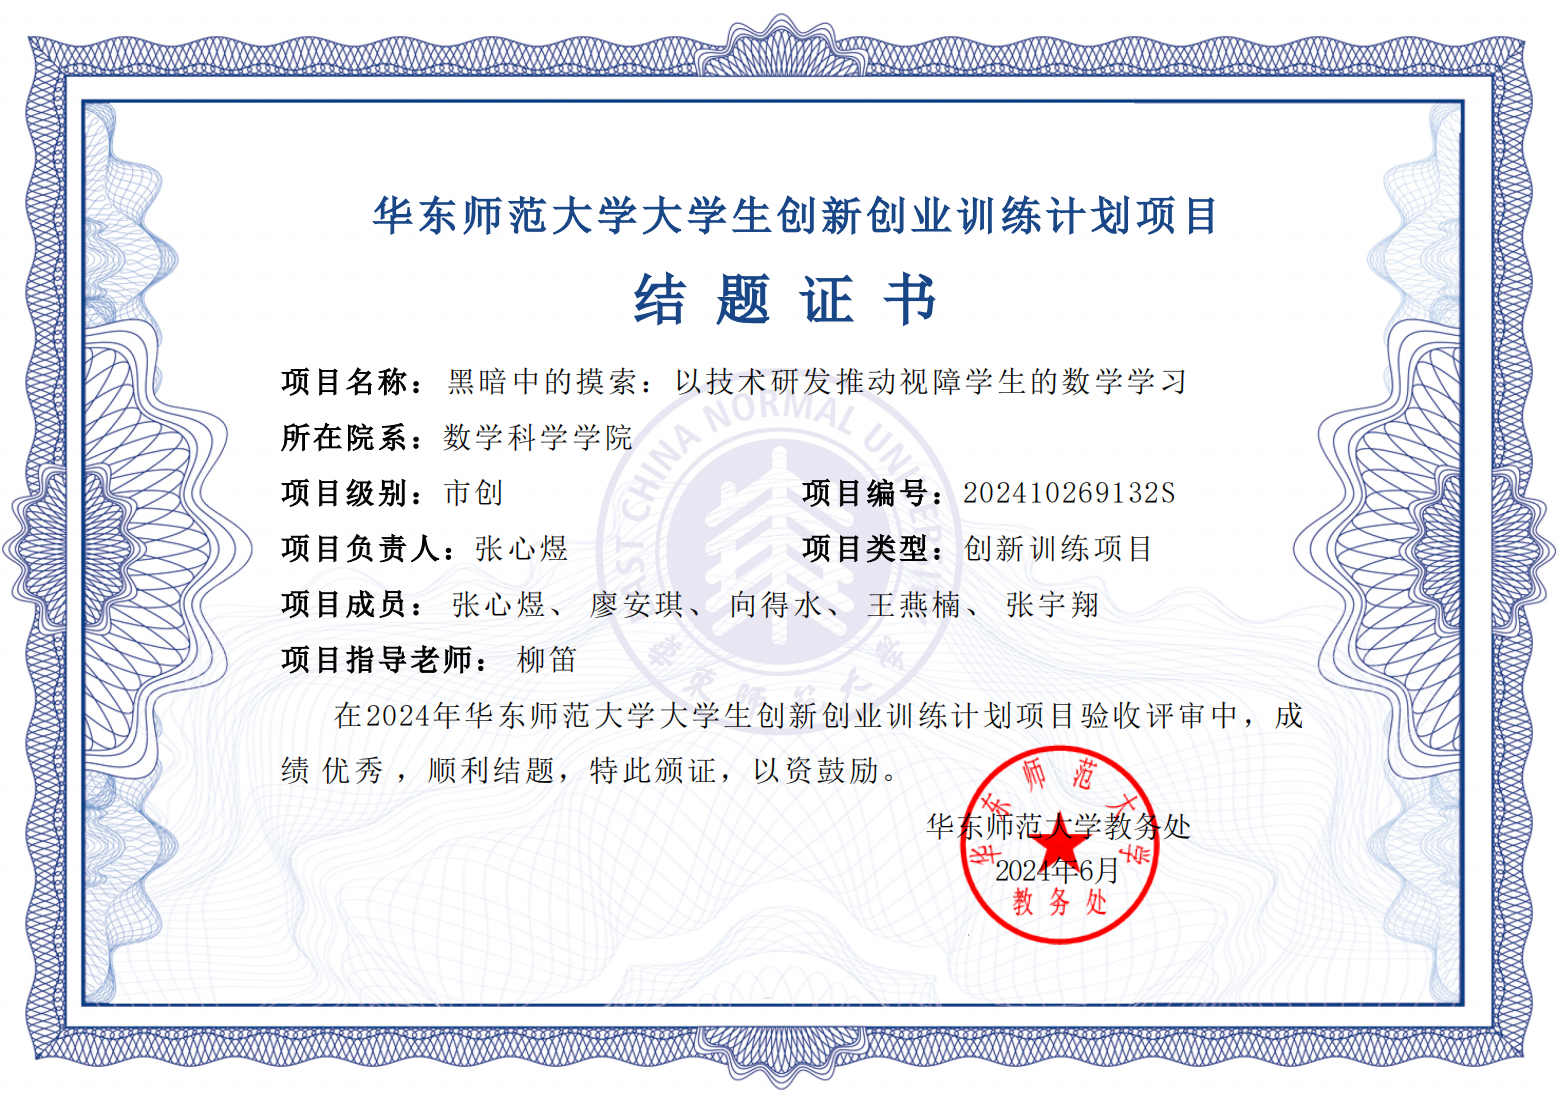 华东师范大学大学生创新创业训练计划项目
结题证书
项目名称：黑暗中的摸索：以技术研发推动视障学生的数学学习
所在院系：数学科学学院
项目级别：市创 项目编号：202410269132S
项目负责人：张心煜 项目类型：创新训练项目
项目成员：张心煜、廖安琪、向得水、王燕楠、张宇翔
项目指导老师：柳笛
在2024年华东师范大学大学生创新创业训练计划项目验收评审中，成
绩 优秀 ，顺利结题，特此颁证，以资鼓励。
华东师范大学教务处
2024年6月
华东师范大学
教务处
EAST CHINA NORMAL UNIVERSITY
华东师范大学